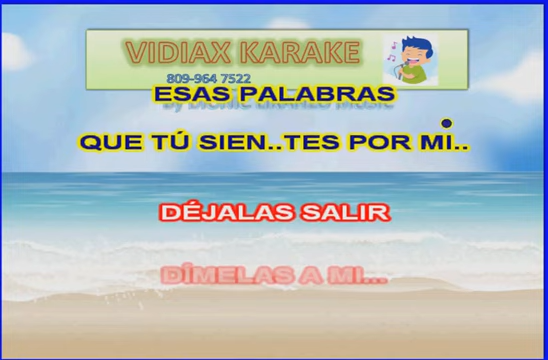 VIDIAX KARAKE
809-964 7522
ESAS PALABRAS
QUE TÚ SIEN..TES POR MI..
DÉJALAS SALIR
DÍMELAS A MI...